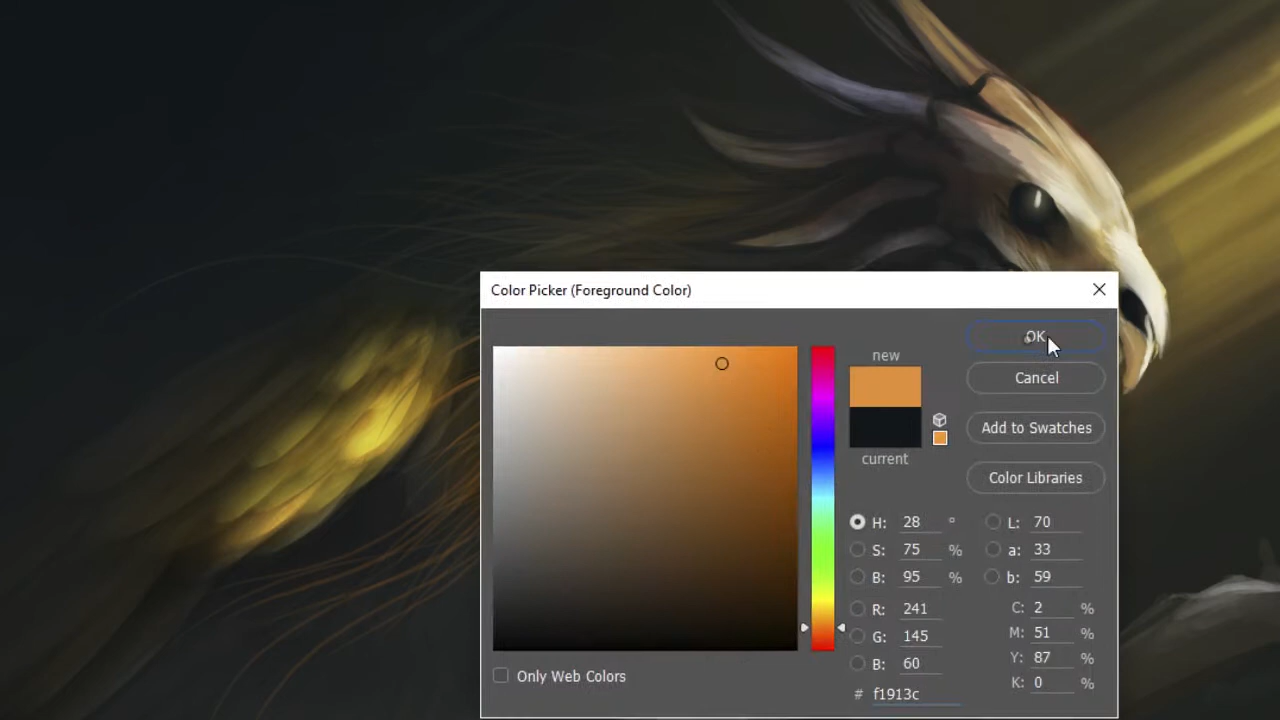 Color Picker (Foreground Color)
OK
new
Cancel
Add to Swatches
current
Color Libraries
H: 28 °
L: 70
S: 75 %
a: 33
B: 95 %
b: 59
R: 241
C: 2 %
G: 145
M: 51 %
B: 60
Y: 87 %
# f1913c
K: 0 %
Only Web Colors